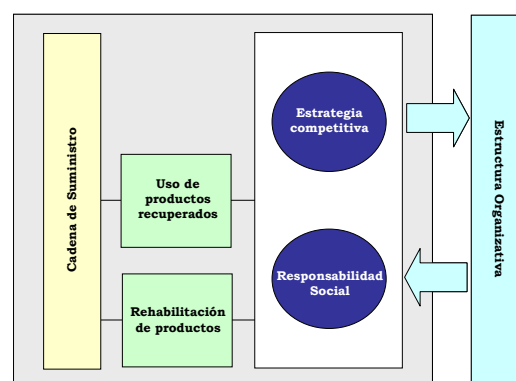 Cadena de Suministro
Uso de
productos
recuperados
Rehabilitación
de productos
Estrategia
competitiva
Responsabilidad
Social
Estructura Organizativa